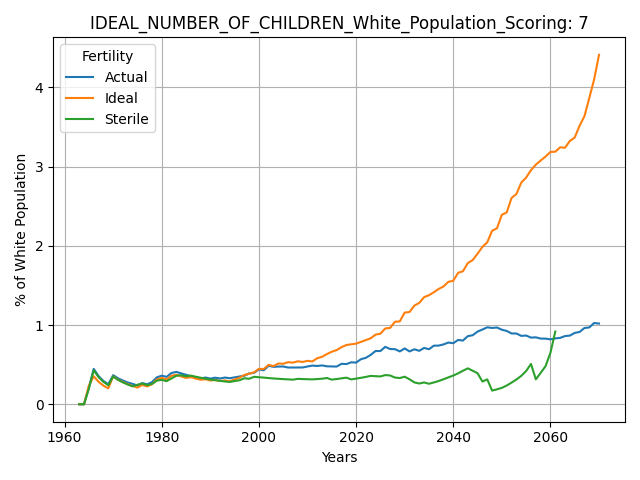 IDEAL_NUMBER_OF_CHILDREN_White_Population_Scoring: 7
Fertility
Actual
Ideal
Sterile
% of White Population
4
3
2
1
0
1960
1980
2000
2020
2040
2060
Years